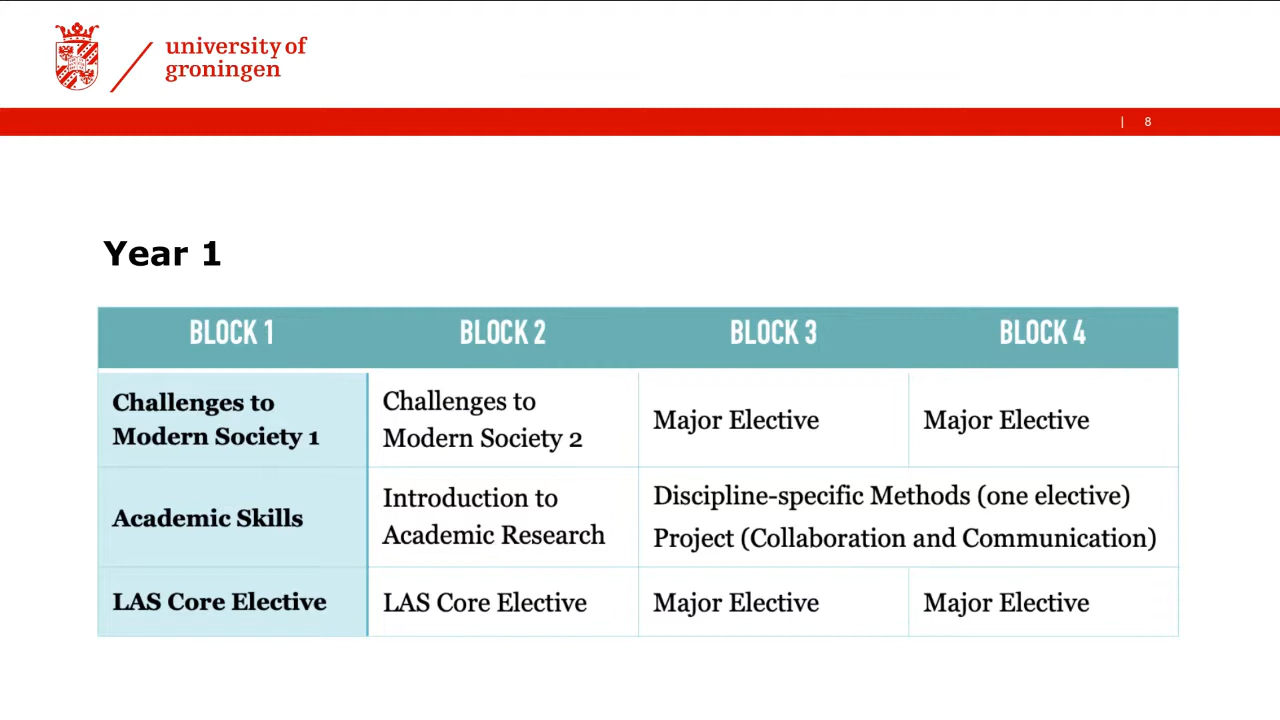 university of
groningen
| 8
Year 1
BLOCK 1 BLOCK 2 BLOCK 3 BLOCK 4
Challenges to
Modern Society 1
Challenges to
Modern Society 2
Major Elective
Major Elective
Academic Skills
Introduction to
Academic Research
Discipline-specific Methods (one elective)
Project (Collaboration and Communication)
LAS Core Elective
LAS Core Elective
Major Elective
Major Elective